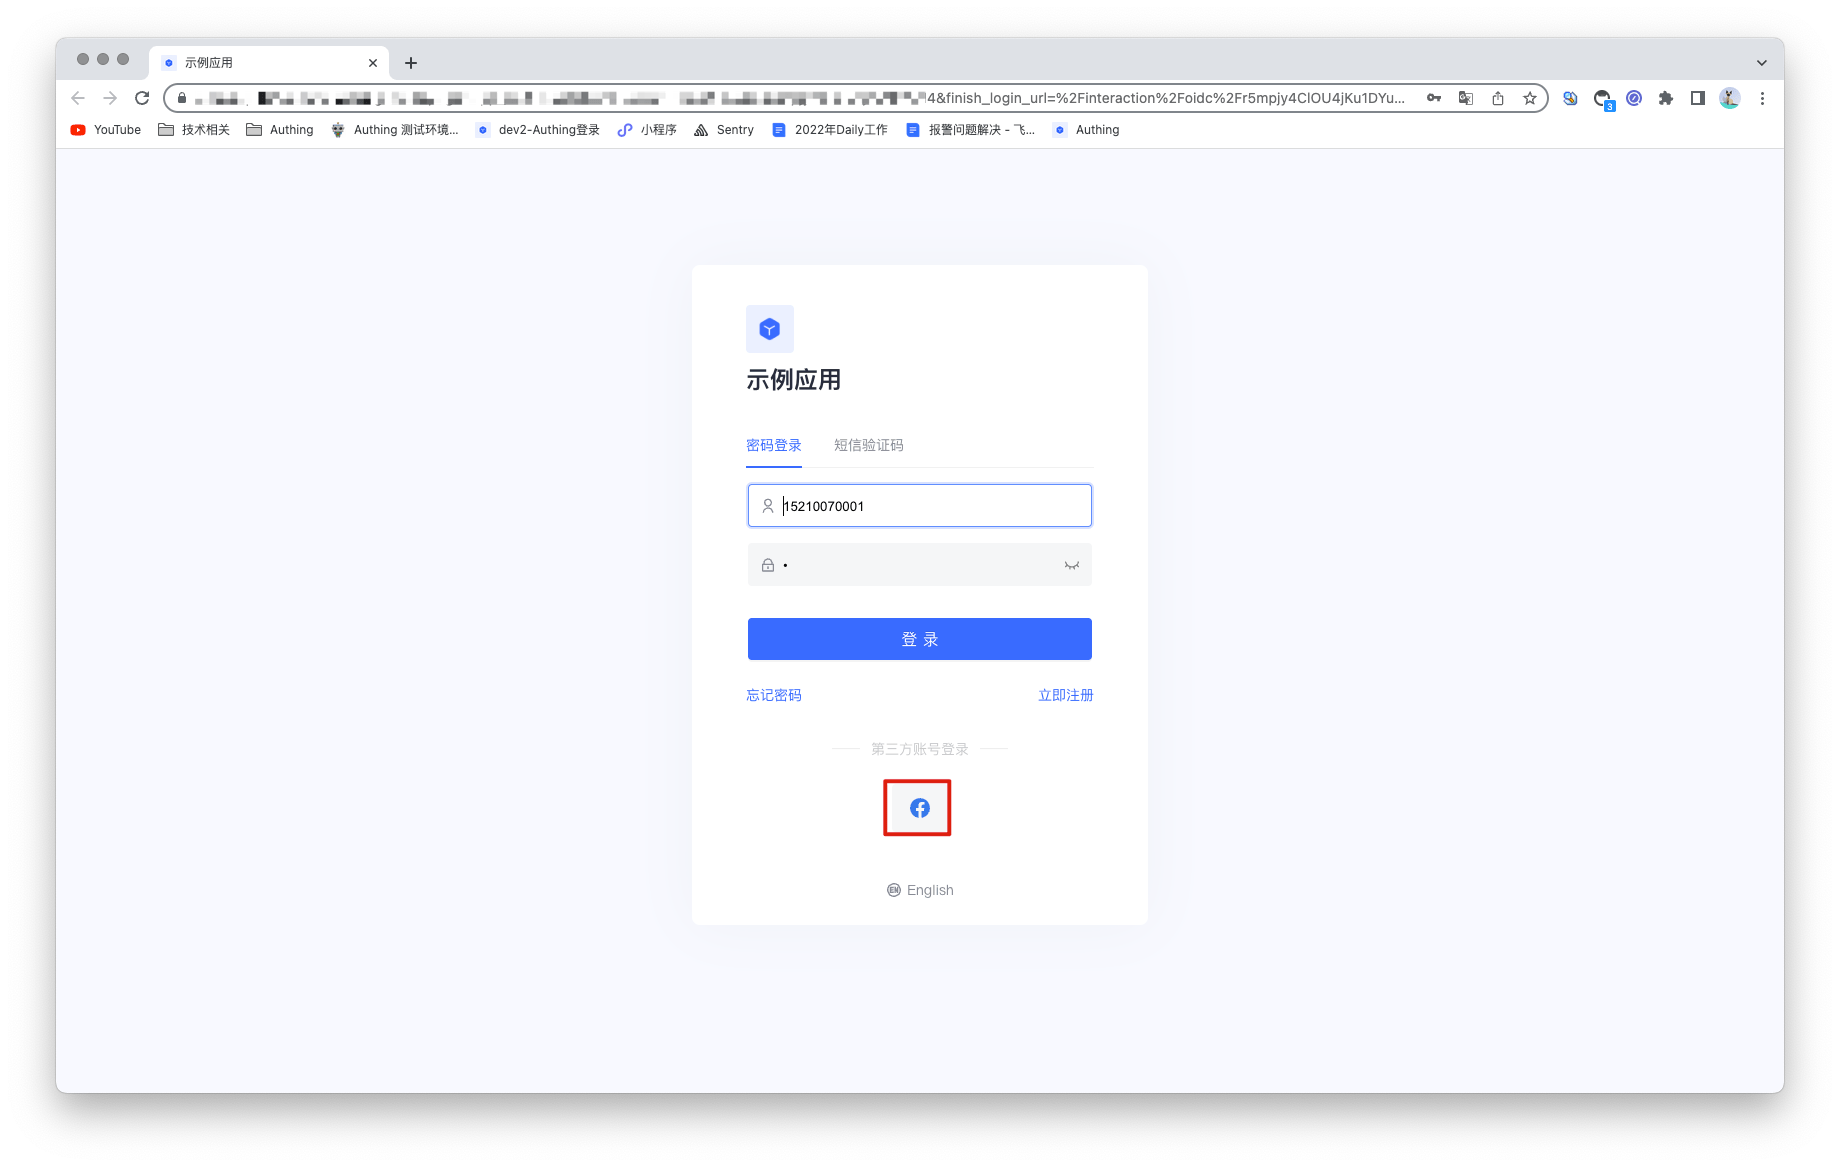 示例应用
4&finish_login_url=%2Finteraction%2Foidc%2Fr5mpjy4ClOU4jKu1DYu...
3
YouTube 技术相关 Authing Authing 测试环境... dev2-Authing登录 小程序 Sentry 2022年Daily工作 报警问题解决 - 飞... Authing
示例应用
密码登录 短信验证码
15210070001
登 录
忘记密码 立即注册
第三方账号登录
EN English